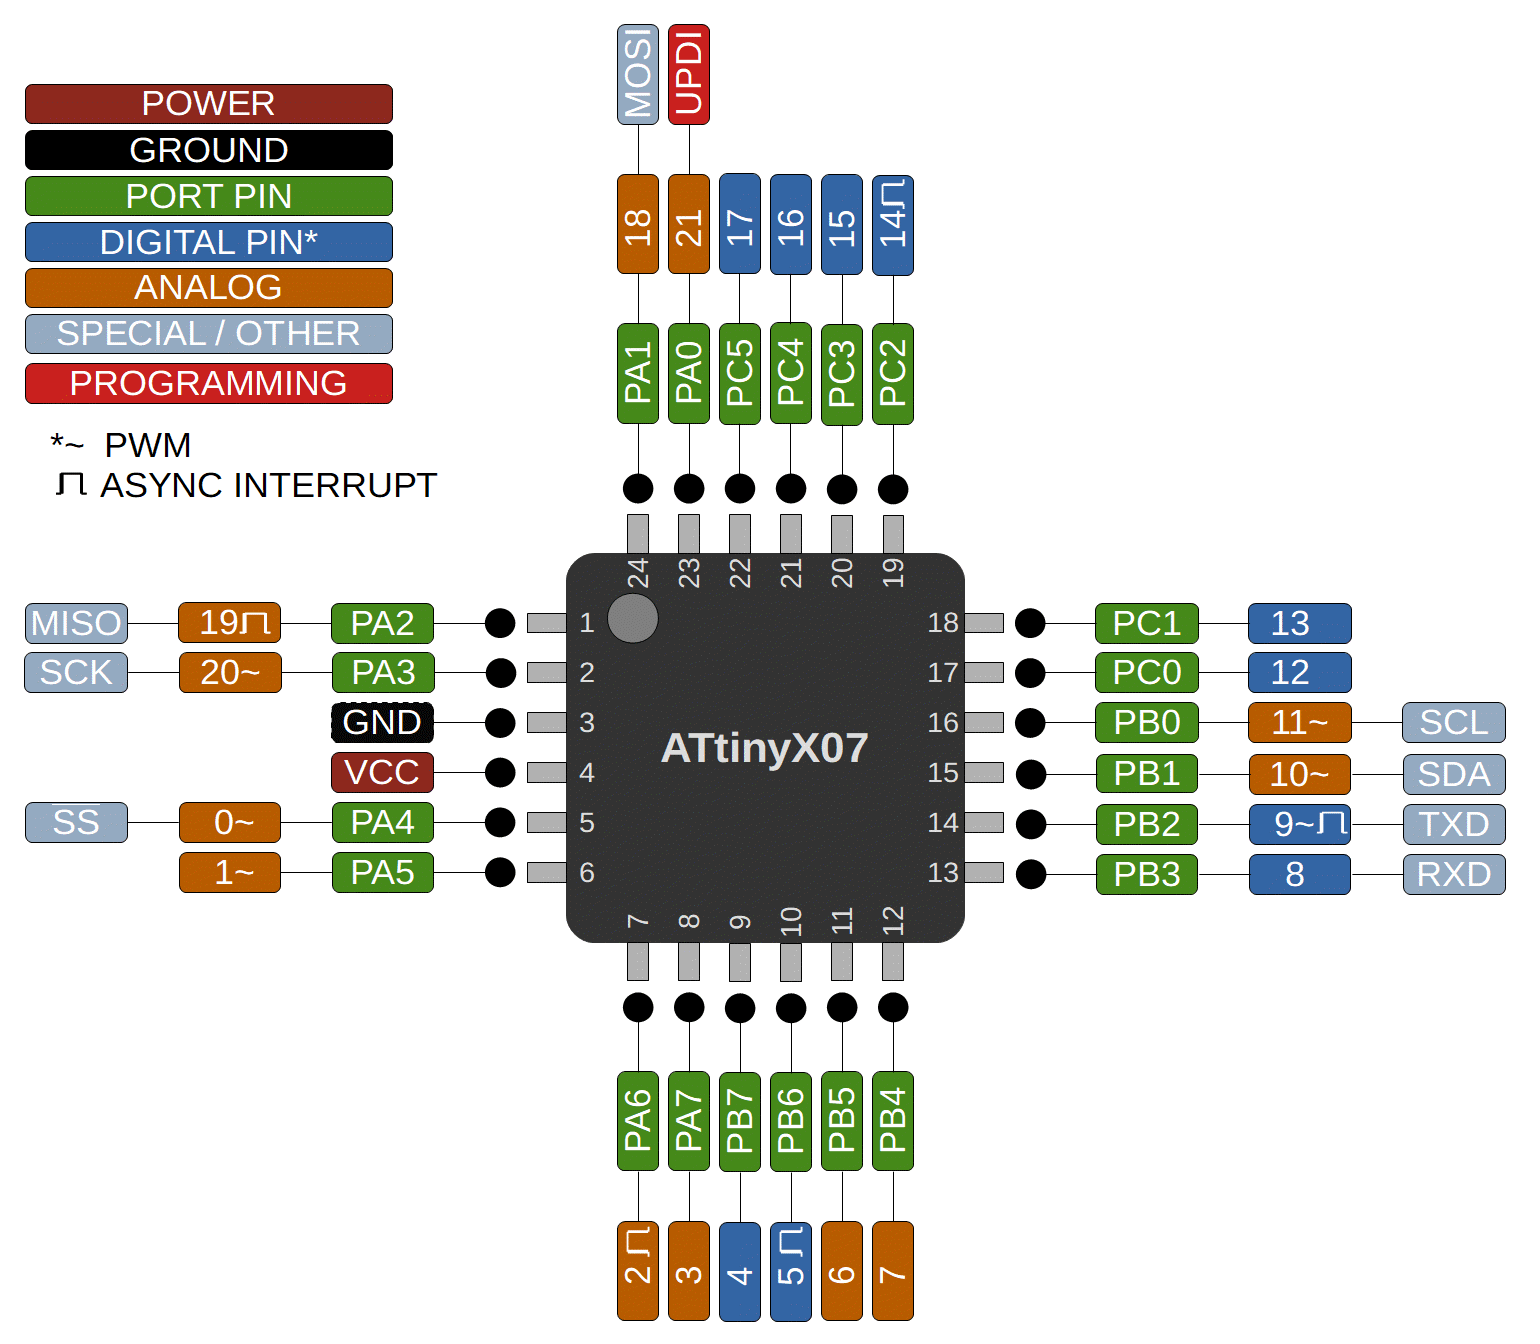 MOSI UPDI
POWER
GROUND
PORT PIN
DIGITAL PIN*
ANALOG
SPECIAL / OTHER
PROGRAMMING
*~ PWM
ASYNC INTERRUPT
18 21 17 16 15 14
PA1 PA0 PC5 PC4 PC3 PC2
24 23 22 21 20 19
MISO 19 PA2 1 18 PC1 13
SCK 20~ PA3 2 17 PC0 12
GND 3 16 PB0 11~ SCL
ATtinyX07
VCC 4 15 PB1 10~ SDA
SS 0~ PA4 5 14 PB2 9~ TXD
1~ PA5 6 13 PB3 8 RXD
7 8 9 10 11 12
PA6 PA7 PB7 PB6 PB5 PB4
2 3 4 5 6 7